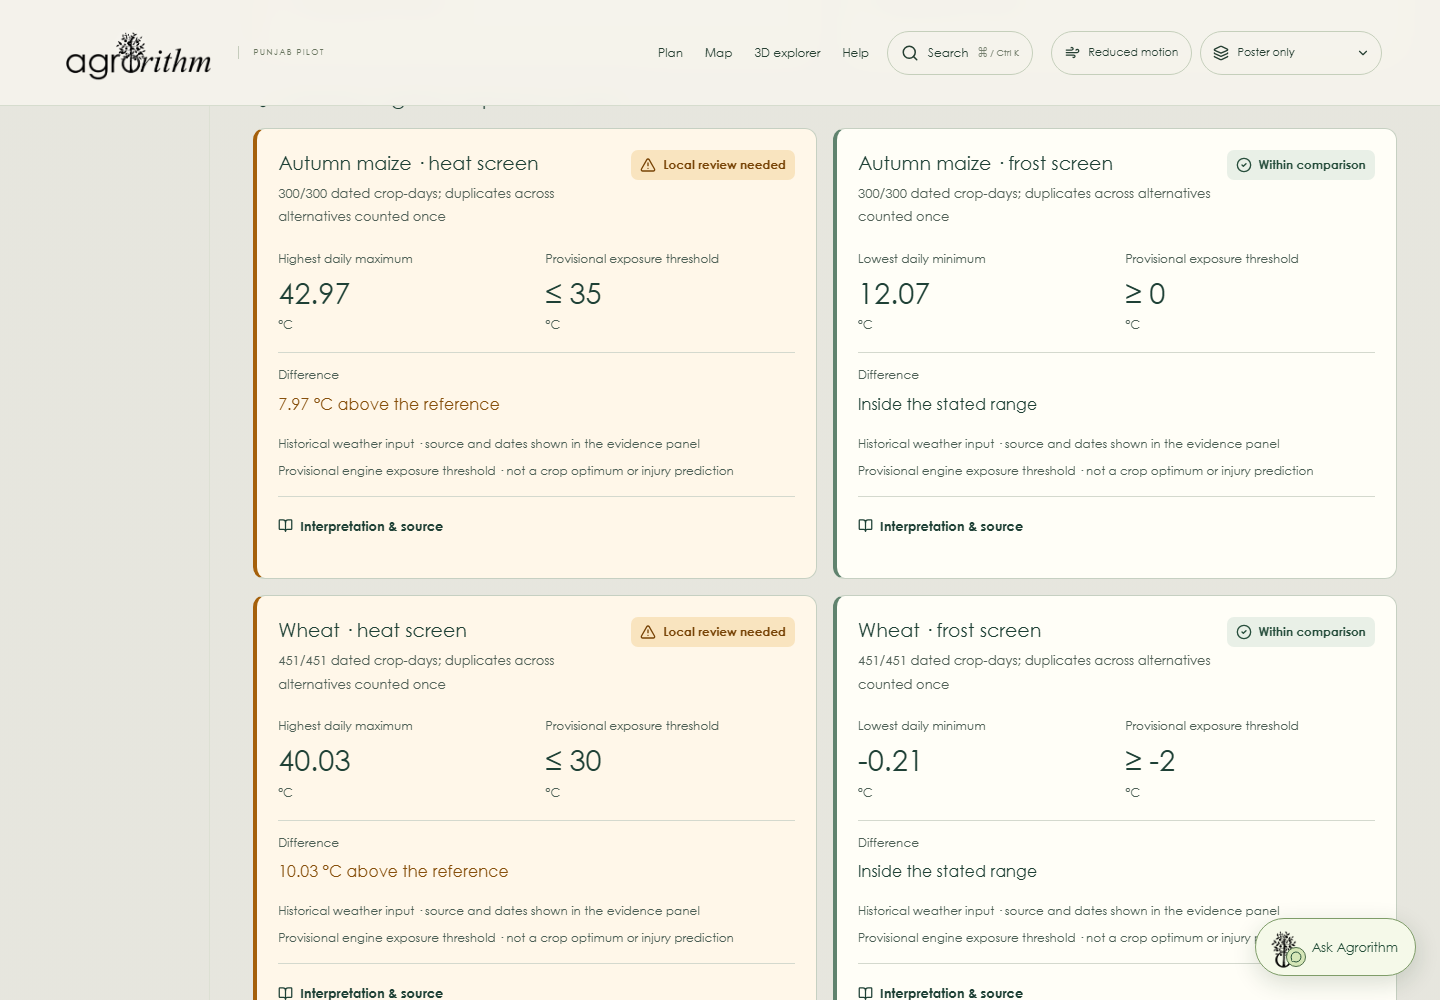 agrorithm
PUNJAB PILOT
Plan
Map
3D explorer
Help
Search ⌘ / Ctrl K
Reduced motion
Poster only
Autumn maize · heat screen
Local review needed
300/300 dated crop-days; duplicates across
alternatives counted once
Highest daily maximum
Provisional exposure threshold
42.97
≤ 35
°C
°C
Difference
7.97 °C above the reference
Historical weather input · source and dates shown in the evidence panel
Provisional engine exposure threshold · not a crop optimum or injury prediction
Interpretation & source
Autumn maize · frost screen
Within comparison
300/300 dated crop-days; duplicates across alternatives
counted once
Lowest daily minimum
Provisional exposure threshold
12.07
≥ 0
°C
°C
Difference
Inside the stated range
Historical weather input · source and dates shown in the evidence panel
Provisional engine exposure threshold · not a crop optimum or injury prediction
Interpretation & source
Wheat · heat screen
Local review needed
451/451 dated crop-days; duplicates across
alternatives counted once
Highest daily maximum
Provisional exposure threshold
40.03
≤ 30
°C
°C
Difference
10.03 °C above the reference
Historical weather input · source and dates shown in the evidence panel
Provisional engine exposure threshold · not a crop optimum or injury prediction
Interpretation & source
Wheat · frost screen
Within comparison
451/451 dated crop-days; duplicates across alternatives
counted once
Lowest daily minimum
Provisional exposure threshold
-0.21
≥ -2
°C
°C
Difference
Inside the stated range
Historical weather input · source and dates shown in the evidence panel
Provisional engine exposure threshold · not a crop optimum or injury
Interpretation & source
Ask Agrorithm